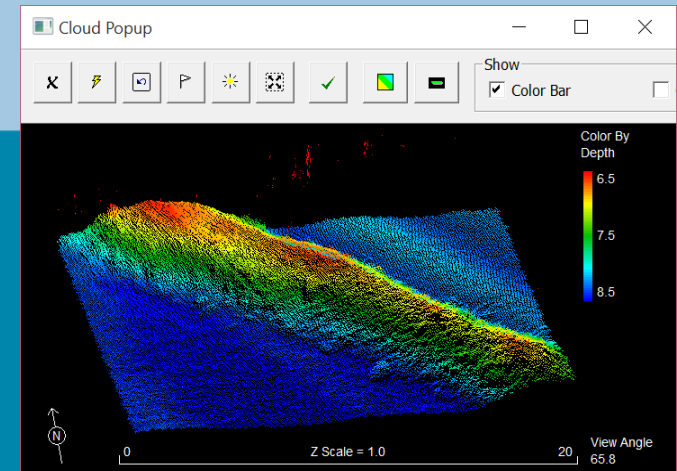 Cloud Popup
Show
Color Bar
Color By
Depth
6.5
7.5
8.5
N
0
Z Scale = 1.0
20
View Angle
65.8